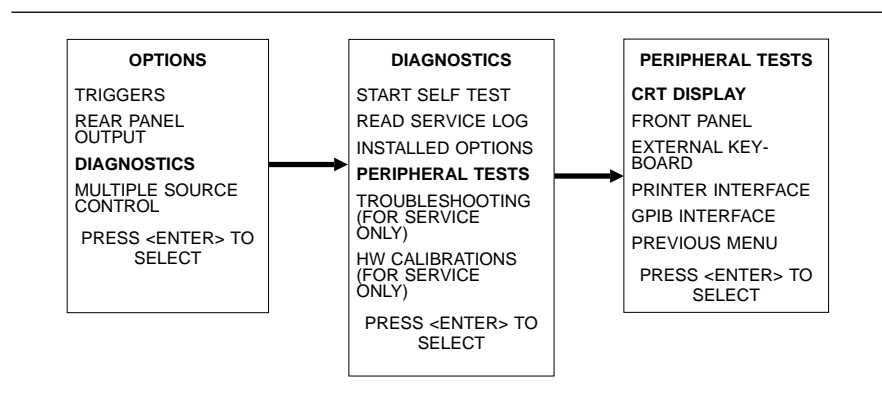 OPTIONS
TRIGGERS
REAR PANEL
OUTPUT
DIAGNOSTICS
MULTIPLE SOURCE
CONTROL
PRESS <ENTER> TO
SELECT
DIAGNOSTICS
START SELF TEST
READ SERVICE LOG
INSTALLED OPTIONS
PERIPHERAL TESTS
TROUBLESHOOTING
(FOR SERVICE
ONLY)
HW CALIBRATIONS
(FOR SERVICE
ONLY)
PRESS <ENTER> TO
SELECT
PERIPHERAL TESTS
CRT DISPLAY
FRONT PANEL
EXTERNAL KEY-
BOARD
PRINTER INTERFACE
GPIB INTERFACE
PREVIOUS MENU
PRESS <ENTER> TO
SELECT